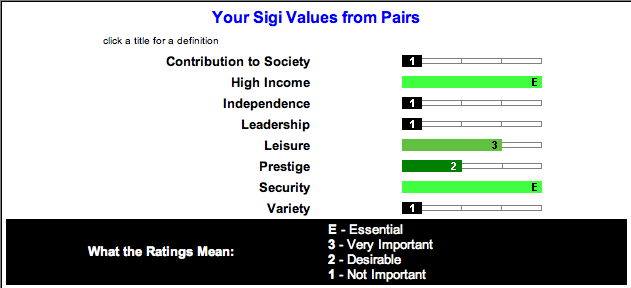 Your Sigi Values from Pairs
click a title for a definition
Contribution to Society 1
High Income E
Independence 1
Leadership 1
Leisure 3
Prestige 2
Security E
Variety 1
What the Ratings Mean:
E - Essential
3 - Very Important
2 - Desirable
1 - Not Important